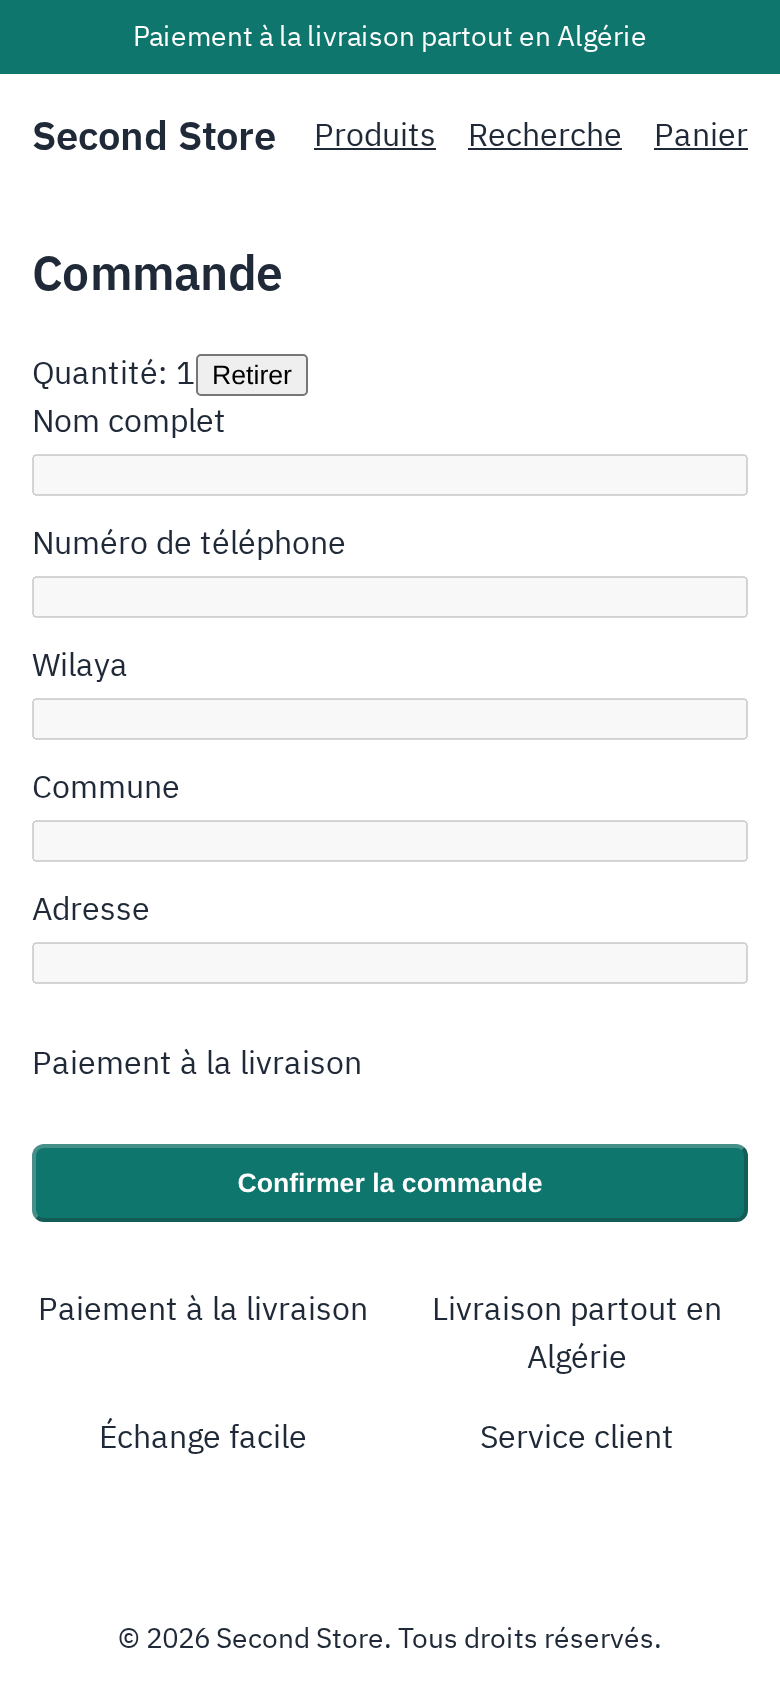 Paiement à la livraison partout en Algérie
Second Store Produits Recherche Panier
Commande
Quantité: 1 Retirer
Nom complet
Numéro de téléphone
Wilaya
Commune
Adresse
Paiement à la livraison
Confirmer la commande
Paiement à la livraison
Livraison partout en
Algérie
Échange facile
Service client
© 2026 Second Store. Tous droits réservés.